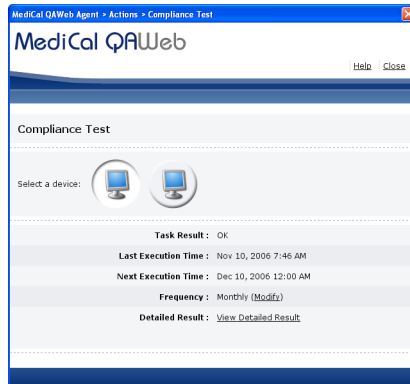 MediCal QAWeb Agent > Actions > Compliance Test
MediCal QAWeb
Help Close
Compliance Test
Select a device:
Task Result : OK
Last Execution Time : Nov 10, 2006 7:46 AM
Next Execution Time : Dec 10, 2006 12:00 AM
Frequency : Monthly (Modify)
Detailed Result : View Detailed Result